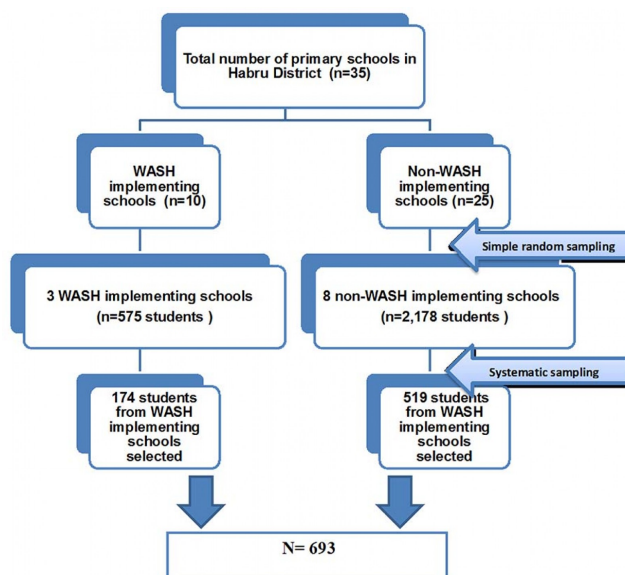 Total number of primary schools in
Habru District (n=35)
WASH
implementing
schools (n=10)
Non-WASH
implementing
schools (n=25)
Simple random sampling
3 WASH implementing schools
(n=575 students )
8 non-WASH implementing schools
(n=2,178 students )
Systematic sampling
174 students
from WASH
implementing
schools
selected
519 students
from WASH
implementing
schools
selected
N= 693